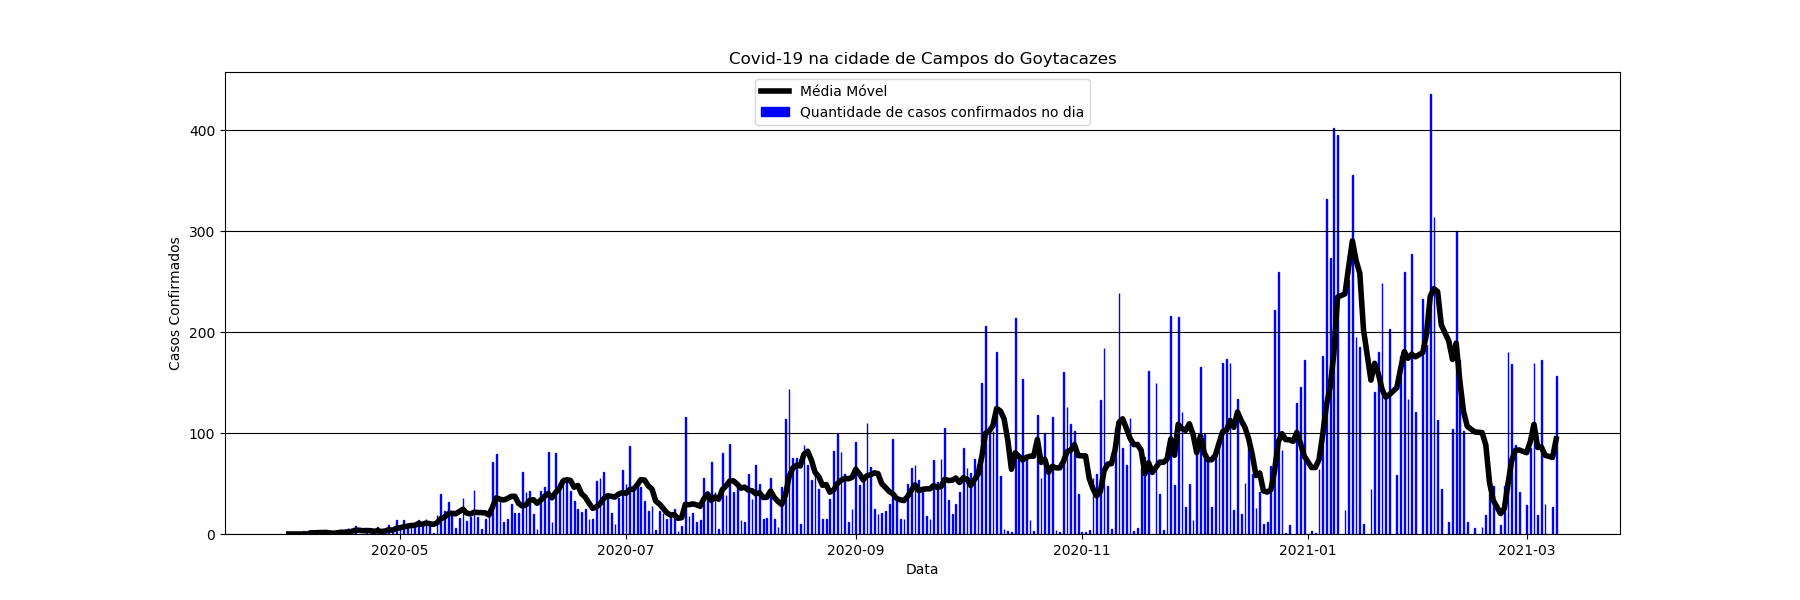 Covid-19 na cidade de Campos do Goytacazes
Média Móvel
Quantidade de casos confirmados no dia
Casos Confirmados
400
300
200
100
0
2020-05
2020-07
2020-09
2020-11
2021-01
2021-03
Data